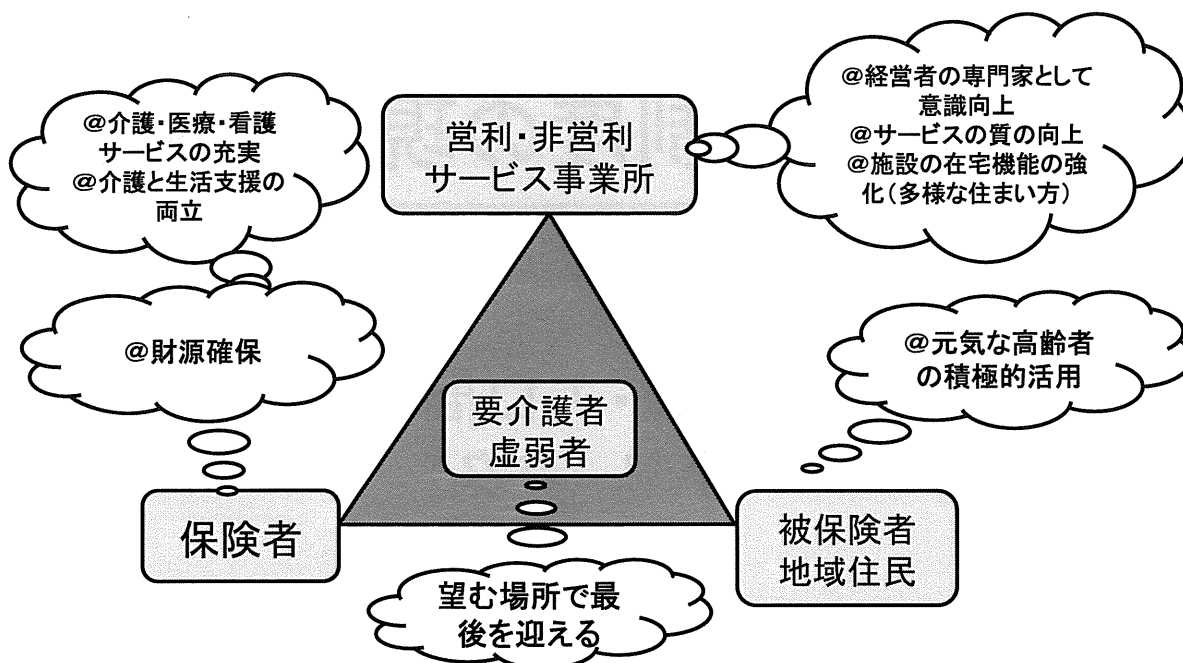 @介護・医療・看護
サービスの充実
@介護と生活支援の
両立
営利・非営利
サービス事業所
@経営者の専門家として
意識向上
@サービスの質の向上
@施設の在宅機能の強
化(多様な住まい方)
@財源確保
@元気な高齢者
の積極的活用
要介護者
虚弱者
保険者
被保険者
地域住民
望む場所で最
後を迎える